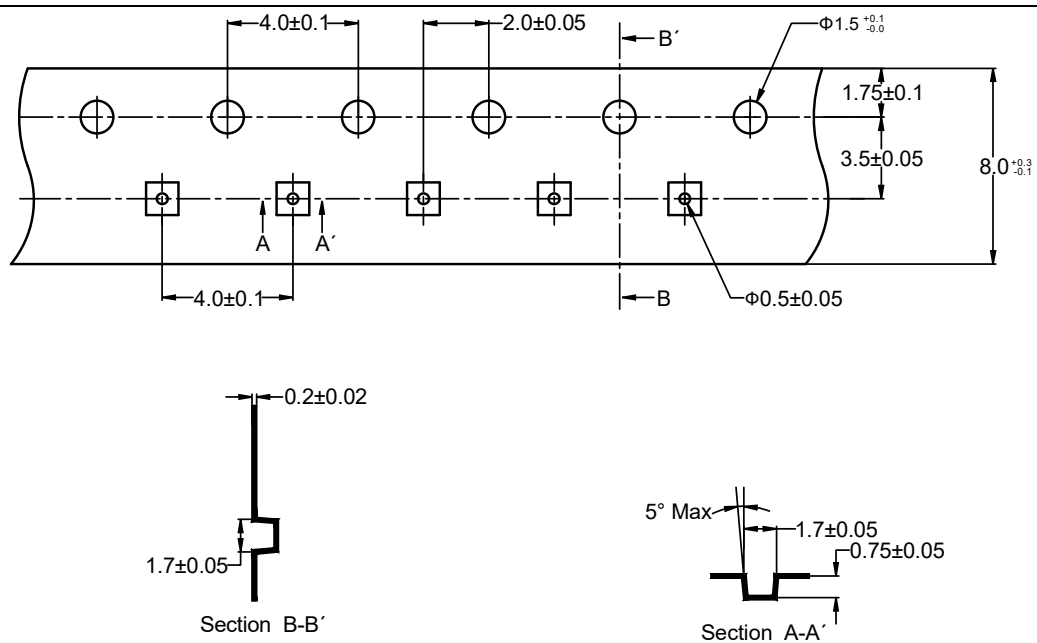 4.0±0.1
2.0±0.05
B´
Φ1.5 +0.1 -0.0
1.75±0.1
3.5±0.05
8.0 +0.3 -0.1
A
A´
4.0±0.1
B
Φ0.5±0.05
0.2±0.02
1.7±0.05
Section B-B´
5° Max
1.7±0.05
0.75±0.05
Section A-A´